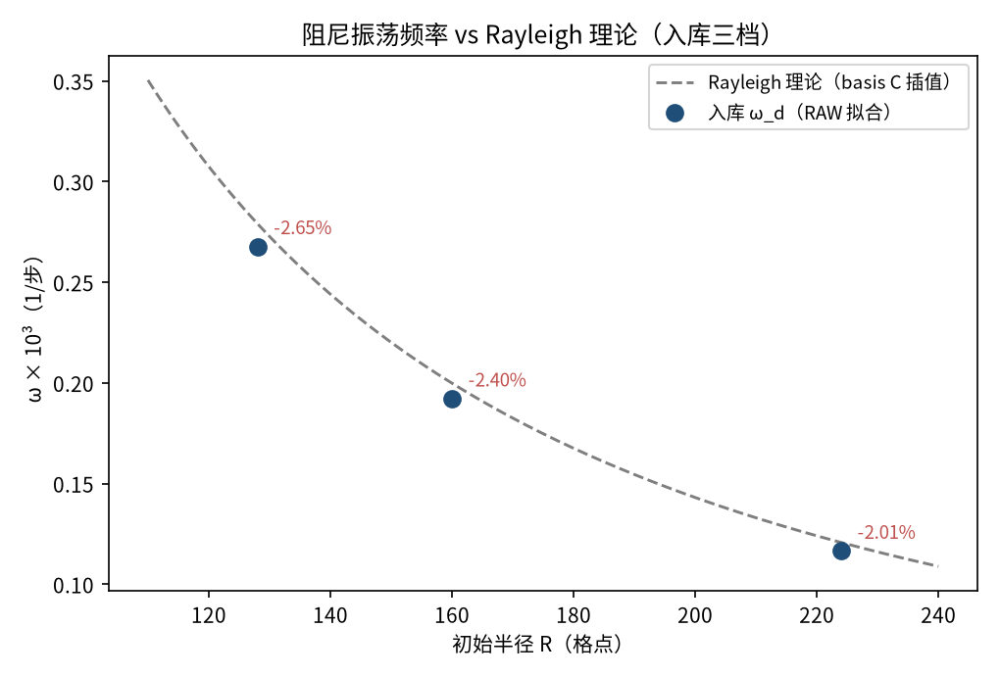 阻尼振荡频率 vs Rayleigh 理论（入库三档）
Rayleigh 理论（basis C 插值）
入库 ω_d（RAW 拟合）
ω × 10³（1/步）
0.35
0.30
0.25
0.20
0.15
0.10
-2.65%
-2.40%
-2.01%
120 140 160 180 200 220 240
初始半径 R（格点）